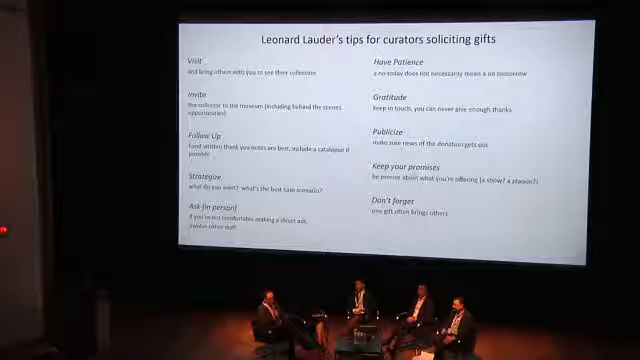 Leonard Lauder's tips for curators soliciting gifts
Visit
and bring others with you to see their collection
Invite
the collector to the museum (including behind the scenes
opportunities)
Follow Up
hand written thank you notes are best, include a catalogue if
possible
Strategize
what do you want? what's the best case scenario?
Ask (in person)
if you're not comfortable making a direct ask,
involve other staff
Have Patience
a no today does not necessarily mean a no tomorrow
Gratitude
keep in touch, you can never give enough thanks
Publicize
make sure news of the donation gets out
Keep your promises
be precise about what you're offering (a show? a plaque?)
Don't forget
one gift often brings others